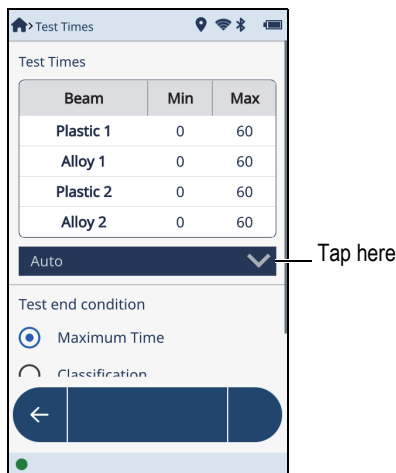 > Test Times
Test Times
Beam Min Max
Plastic 1 0 60
Alloy 1 0 60
Plastic 2 0 60
Alloy 2 0 60
Auto
Tap here
Test end condition
Maximum Time
Classification